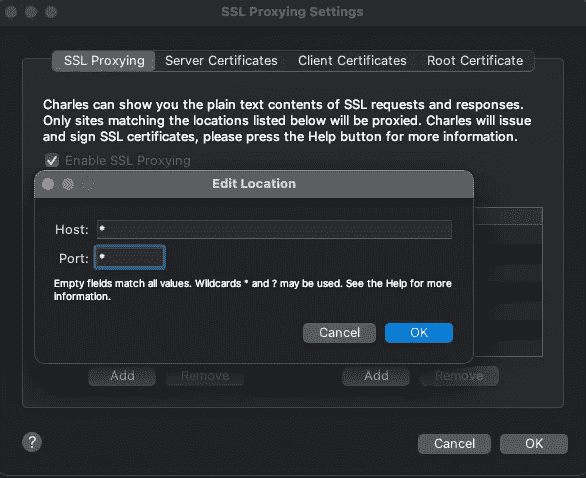 SSL Proxying Settings
SSL Proxying Server Certificates Client Certificates Root Certificate
Charles can show you the plain text contents of SSL requests and responses.
Only sites matching the locations listed below will be proxied. Charles will issue
and sign SSL certificates, please press the Help button for more information.
Enable SSL Proxying
Edit Location
Host: *
Port: *
Empty fields match all values. Wildcards * and ? may be used. See the Help for more
information.
Cancel OK
Add Remove Add Remove
? Cancel OK